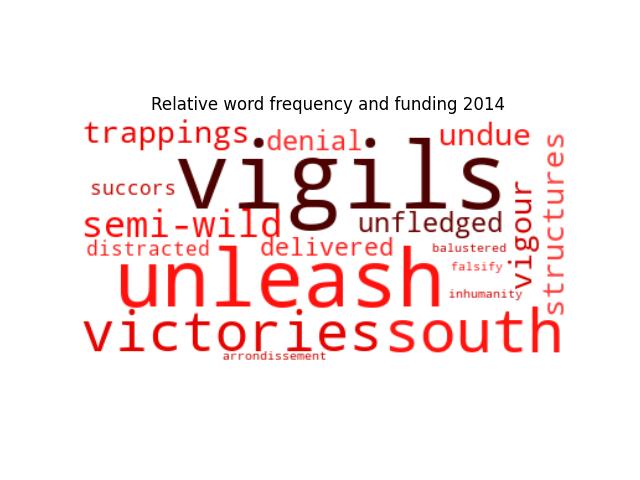 Relative word frequency and funding 2014
trappings
denial
undue
vigils
structures
succors
vigour
semi-wild
unfledged
distracted
delivered
balustered
unleash
falsify
inhumanity
victories
south
arrondissement